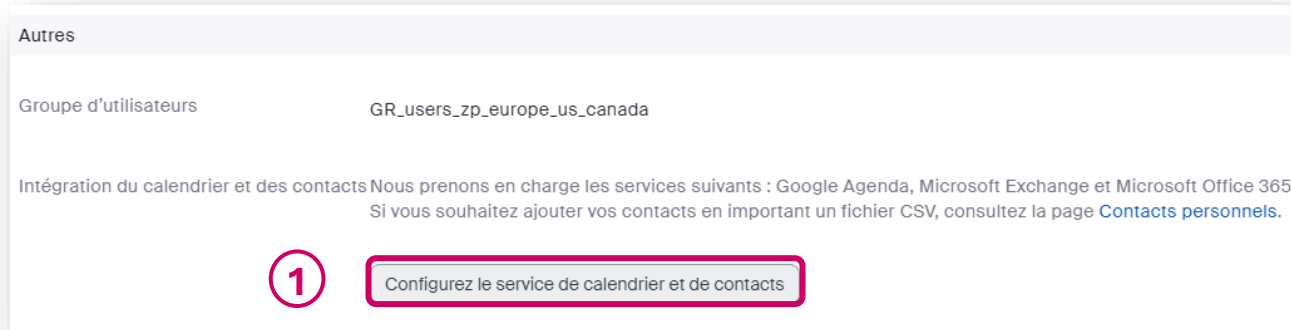 Autres
Groupe d'utilisateurs GR_users_zp_europe_us_canada
Intégration du calendrier et des contacts Nous prenons en charge les services suivants : Google Agenda, Microsoft Exchange et Microsoft Office 365
Si vous souhaitez ajouter vos contacts en important un fichier CSV, consultez la page Contacts personnels.
1 Configurez le service de calendrier et de contacts